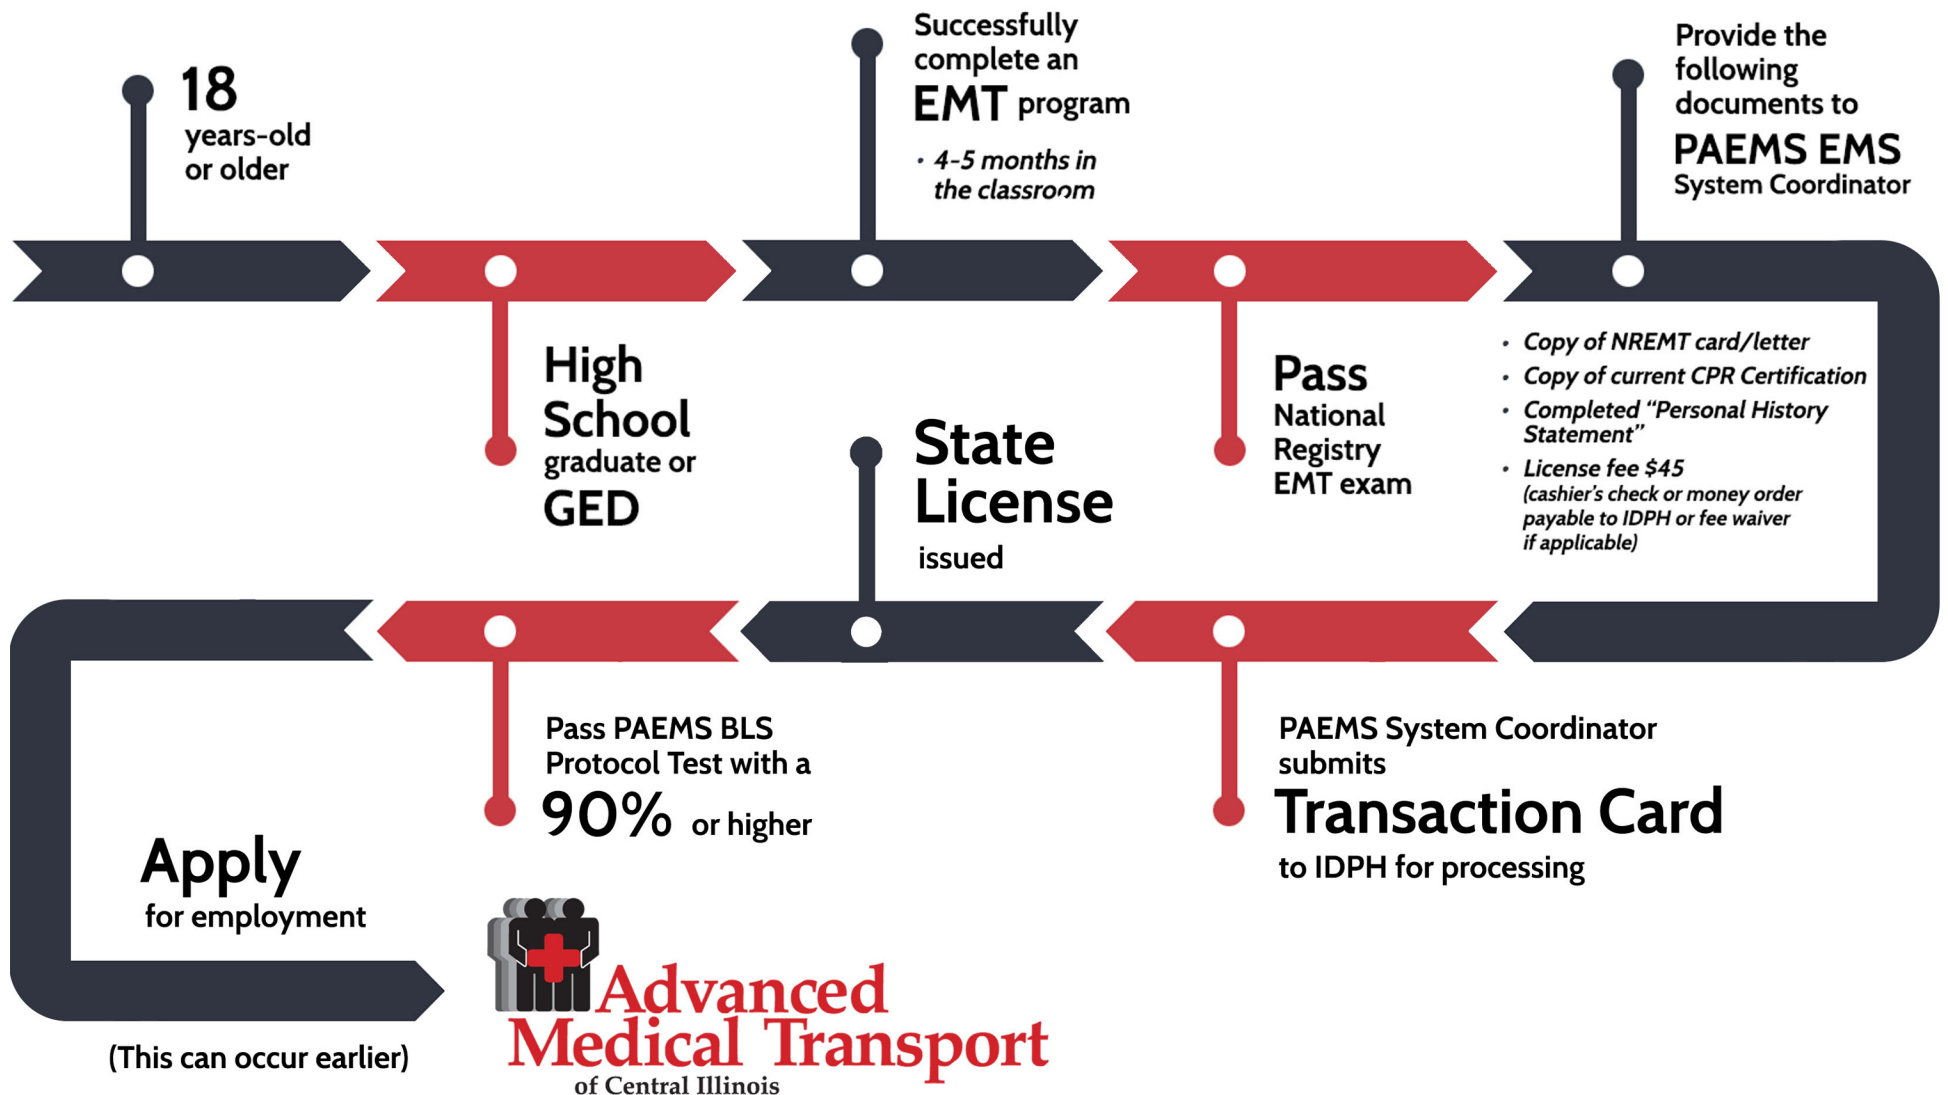 18
years-old
or older
High
School
graduate or
GED
Successfully
complete an
EMT program
• 4-5 months in
the classroom
Pass
National
Registry
EMT exam
Provide the
following
documents to
PAEMS EMS
System Coordinator
• Copy of NREMT card/letter
• Copy of current CPR Certification
• Completed “Personal History
Statement”
• License fee $45
(cashier's check or money order
payable to IDPH or fee waiver
if applicable)
PAEMS System Coordinator
submits
Transaction Card
to IDPH for processing
State
License
issued
Pass PAEMS BLS
Protocol Test with a
90% or higher
Apply
for employment
(This can occur earlier)
Advanced
Medical Transport
of Central Illinois